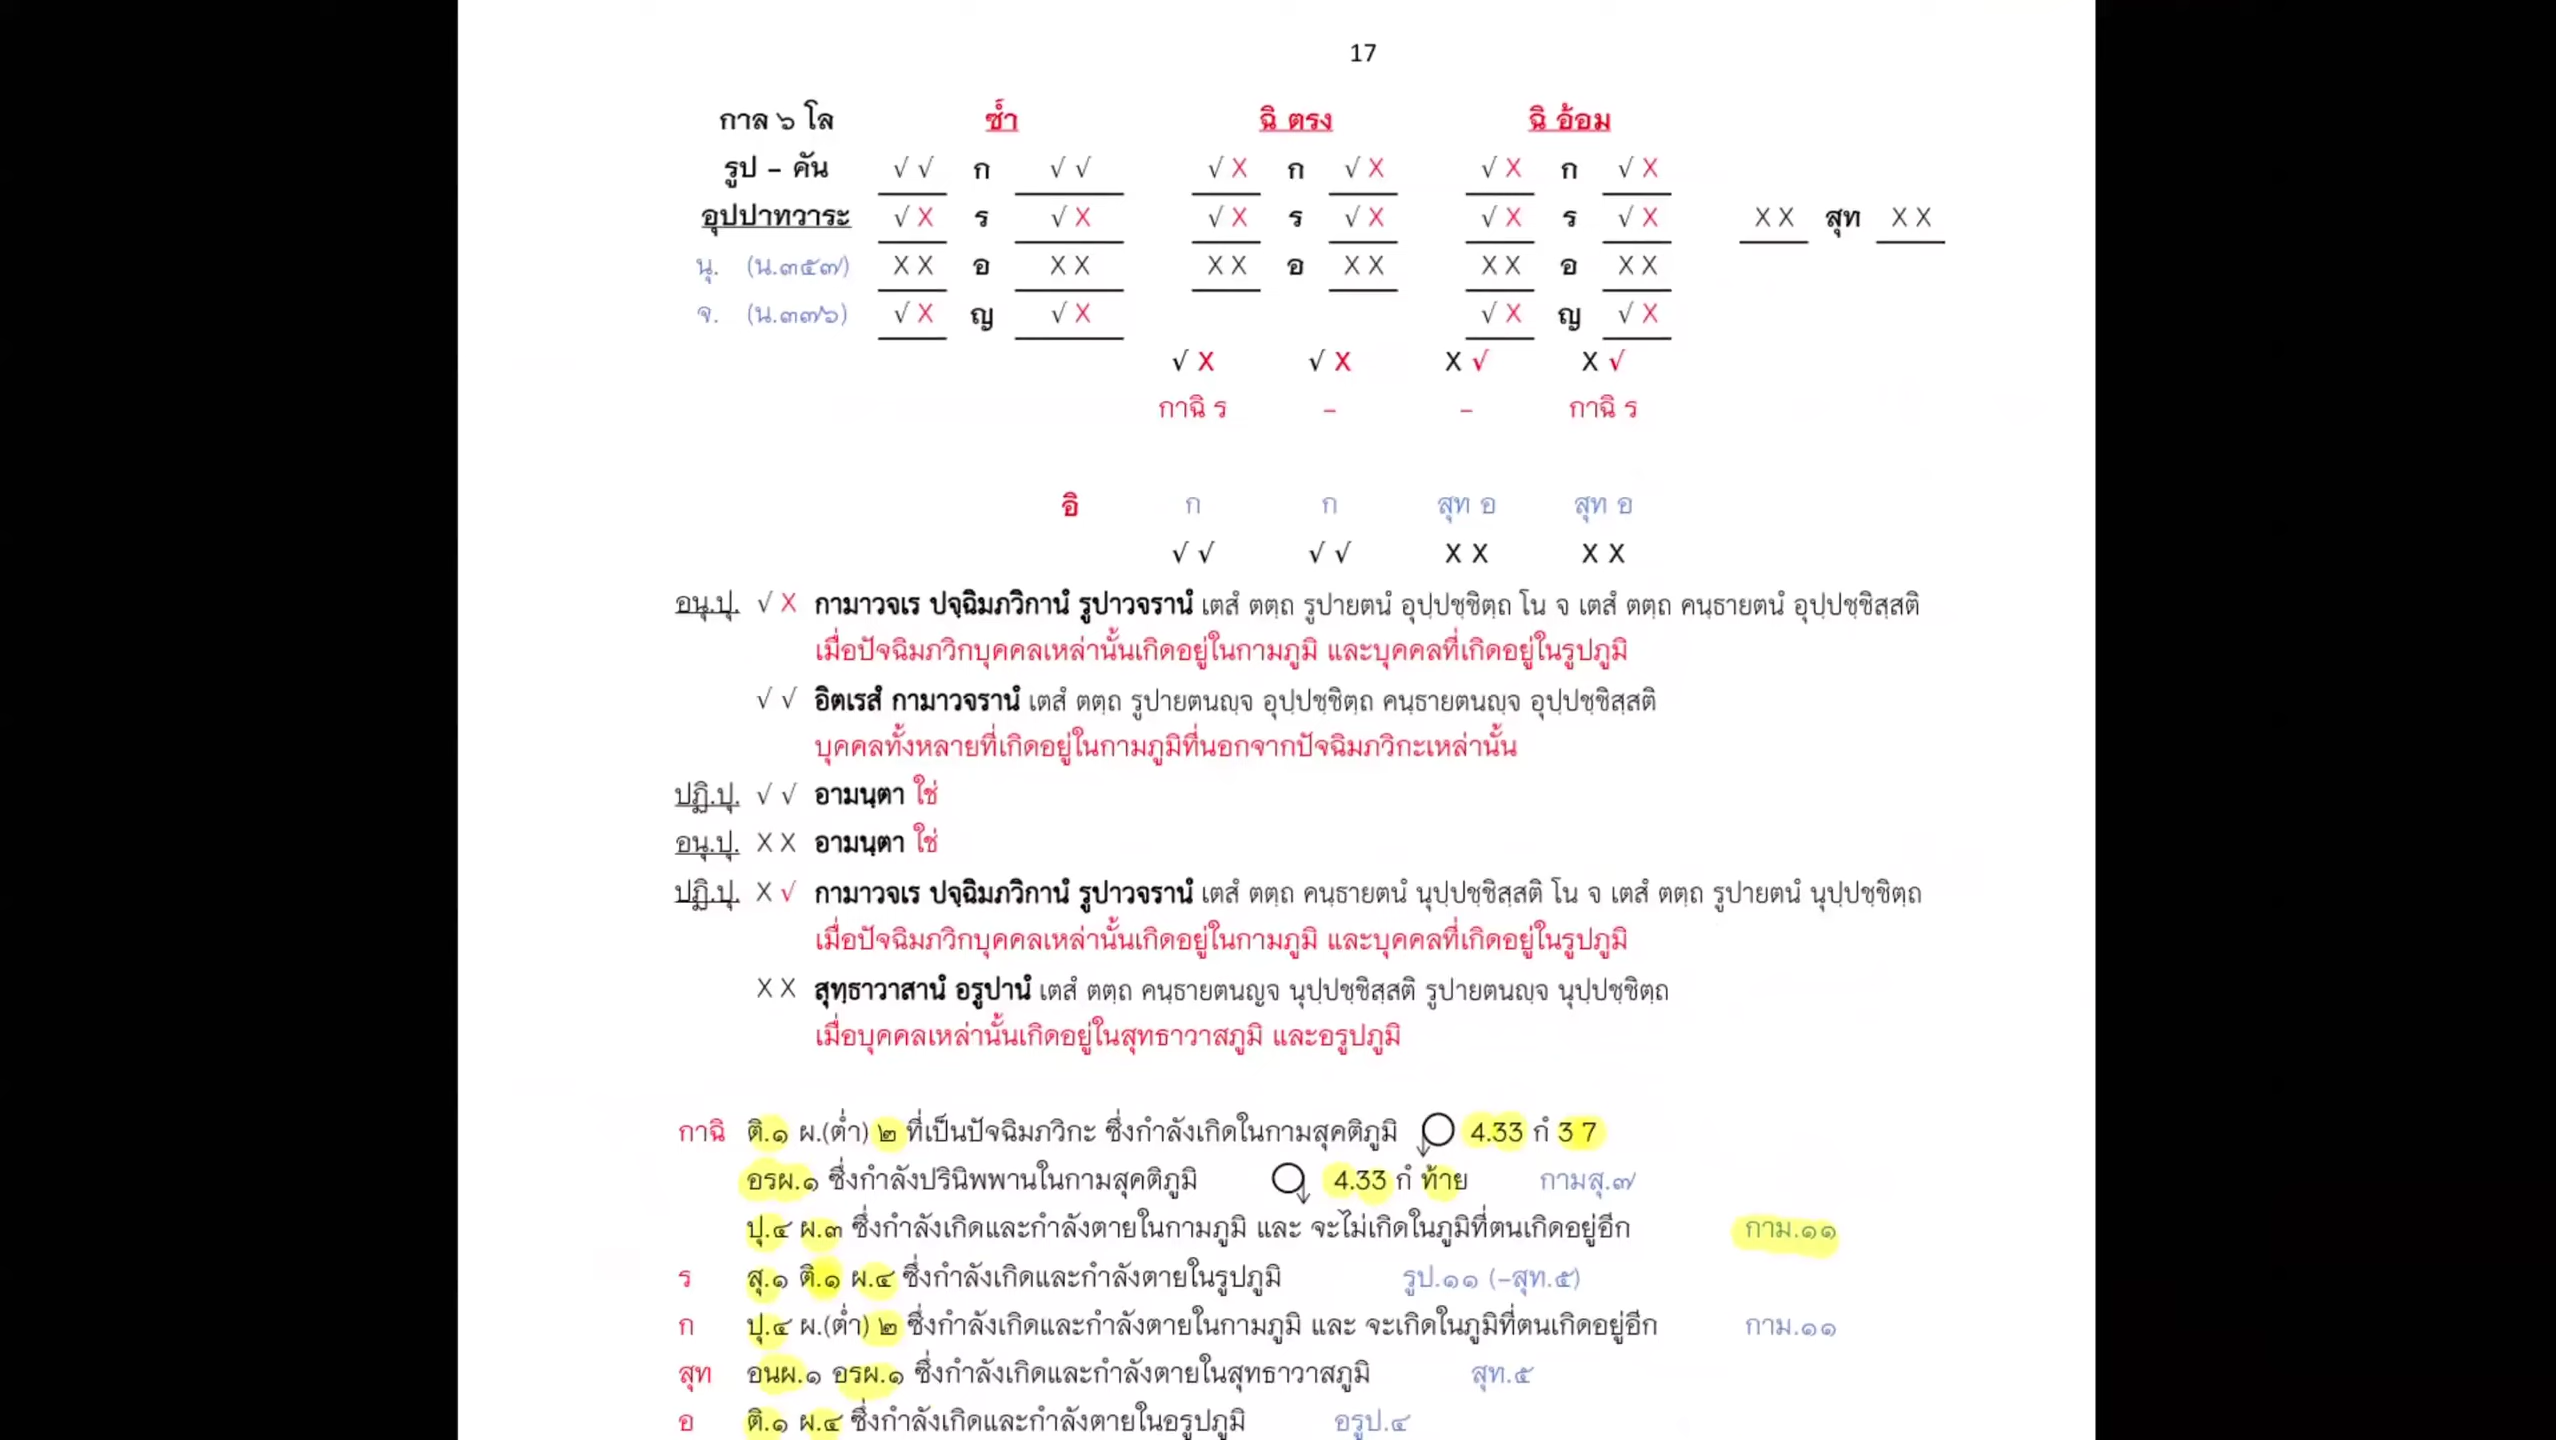 17
กาล ๖ โล ซ้ำ ฉิ ตรง ฉิ อ้อม
รูป – คัน √ √ ก √ √ √ X ก √ X √ X ก √ X
อุปปาทวาระ √ X ร √ X √ X ร √ X √ X ร √ X X X สุท X X
นุ. (น.๓๕๗) X X อ X X X X อ X X X X อ X X
จ. (น.๓๗๖) √ X ญ √ X √ X ญ √ X
√ X √ X X √ X √
กาฉิ ร – – กาฉิ ร
อิ ก ก สุท อ สุท อ
√ √ √ √ X X X X
อนุ.ปุ. √ X กามาวจเร ปจฺฉิมภวิกานํ รูปาวจรานํ เตสํ ตตฺถ รูปายตนํ อุปฺปชฺชิตฺถ โน จ เตสํ ตตฺถ คนฺธายตนํ อุปฺปชฺชิสฺสติ
เมื่อปัจฉิมภวิกบุคคลเหล่านั้นเกิดอยู่ในกามภูมิ และบุคคลที่เกิดอยู่ในรูปภูมิ
√ √ อิตเรสํ กามาวจรานํ เตสํ ตตฺถ รูปายตนญฺจ อุปฺปชฺชิตฺถ คนฺธายตนญฺจ อุปฺปชฺชิสฺสติ
บุคคลทั้งหลายที่เกิดอยู่ในกามภูมิที่นอกจากปัจฉิมภวิกะเหล่านั้น
ปฏิ.ปุ. √ √ อามนฺตา ใช่
อนุ.ปุ. X X อามนฺตา ใช่
ปฏิ.ปุ. X √ กามาวจเร ปจฺฉิมภวิกานํ รูปาวจรานํ เตสํ ตตฺถ คนฺธายตนํ นุปฺปชฺชิสฺสติ โน จ เตสํ ตตฺถ รูปายตนํ นุปฺปชฺชิตฺถ
เมื่อปัจฉิมภวิกบุคคลเหล่านั้นเกิดอยู่ในกามภูมิ และบุคคลที่เกิดอยู่ในรูปภูมิ
X X สุทฺธาวาสานํ อรูปานํ เตสํ ตตฺถ คนฺธายตนญฺจ นุปฺปชฺชิสฺสติ รูปายตนญฺจ นุปฺปชฺชิตฺถ
เมื่อบุคคลเหล่านั้นเกิดอยู่ในสุทธาวาสภูมิ และอรูปภูมิ
กาฉิ ติ.๑ ผ.(ต่ำ) ๒ ที่เป็นปัจฉิมภวิกะ ซึ่งกำลังเกิดในกามสุคติภูมิ 4.33 กํ 3 7
อรผ.๑ ซึ่งกำลังปรินิพพานในกามสุคติภูมิ 4.33 กํ ท้าย กามสุ.๗
ปุ.๔ ผ.๓ ซึ่งกำลังเกิดและกำลังตายในกามภูมิ และ จะไม่เกิดในภูมิที่ตนเกิดอยู่อีก กาม.๑๑
ร สุ.๑ ติ.๑ ผ.๔ ซึ่งกำลังเกิดและกำลังตายในรูปภูมิ รูป.๑๑ (-สุท.๕)
ก ปุ.๔ ผ.(ต่ำ) ๒ ซึ่งกำลังเกิดและกำลังตายในกามภูมิ และ จะเกิดในภูมิที่ตนเกิดอยู่อีก กาม.๑๑
สุท อนผ.๑ อรผ.๑ ซึ่งกำลังเกิดและกำลังตายในสุทธาวาสภูมิ สุท.๕
อ ติ.๑ ผ.๔ ซึ่งกำลังเกิดและกำลังตายในอรูปภูมิ อรูป.๔